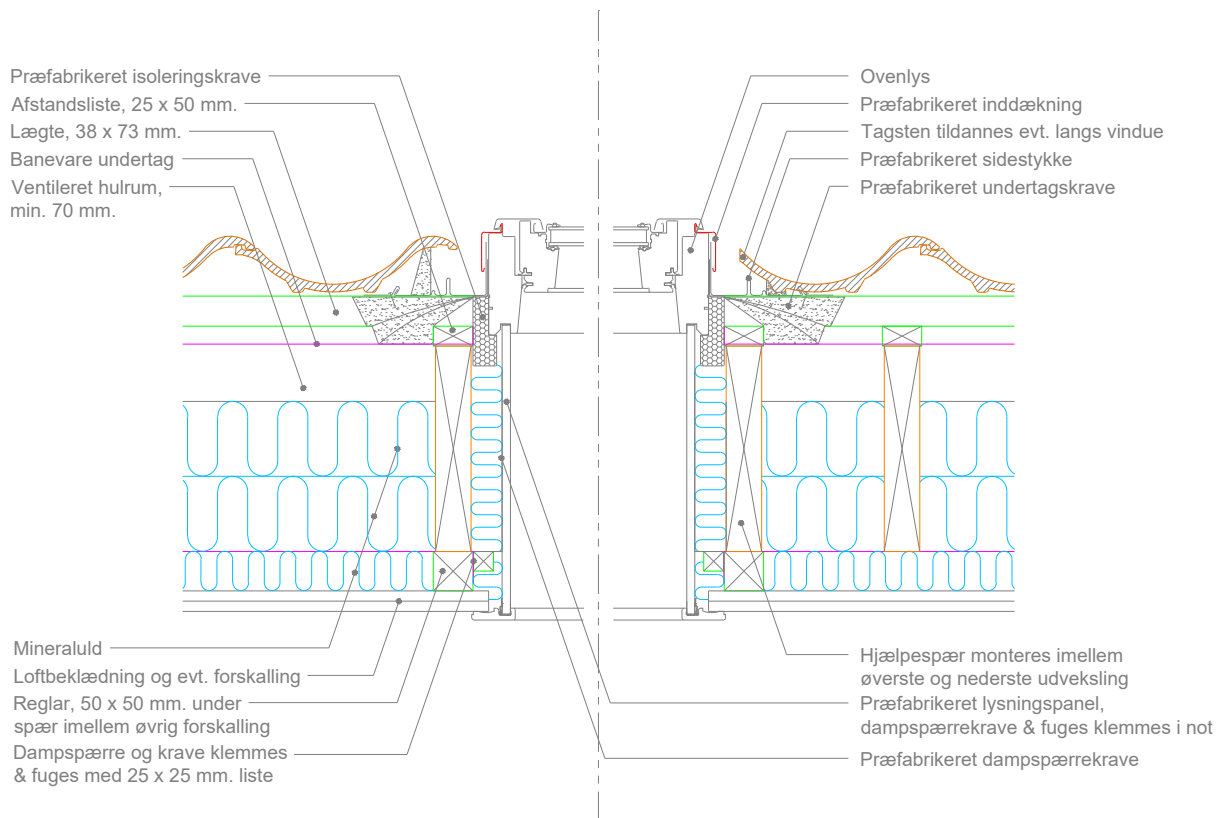 Præfabrikeret isoleringskrave
Afstandsliste, 25 x 50 mm.
Lægte, 38 x 73 mm.
Banevare undertag
Ventileret hulrum,
min. 70 mm.
Ovenlys
Præfabrikeret inddækning
Tagsten tildannes evt. langs vindue
Præfabrikeret sidestykke
Præfabrikeret undertagskrave
Mineraluld
Loftbeklædning og evt. forskalling
Reglar, 50 x 50 mm. under
spær imellem øvrig forskalling
Dampspærre og krave klemmes
& fuges med 25 x 25 mm. liste
Hjælpespær monteres imellem
øverste og nederste udveksling
Præfabrikeret lysningspanel,
dampspærrekrave & fuges klemmes i not
Præfabrikeret dampspærrekrave